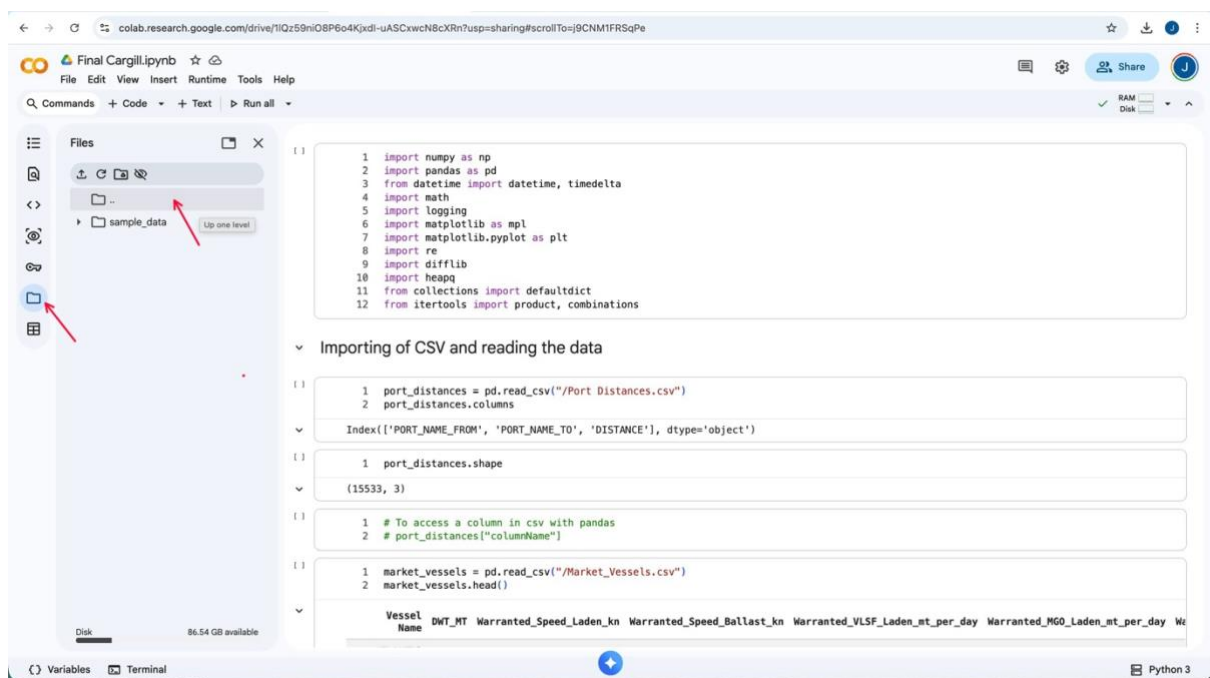 colab.research.google.com/drive/1lQz59niO8P6o4Kjxdl-uASCxwcN8cXRn?usp=sharing#scrollTo=j9CNM1FRSqPe
J
CO
Final Cargill.ipynb
File Edit View Insert Runtime Tools Help
Share
J
Commands + Code + Text Run all
RAM
Disk
Files
..
sample_data
Up one level
[ ]
1 import numpy as np
2 import pandas as pd
3 from datetime import datetime, timedelta
4 import math
5 import logging
6 import matplotlib as mpl
7 import matplotlib.pyplot as plt
8 import re
9 import difflib
10 import heapq
11 from collections import defaultdict
12 from itertools import product, combinations
Importing of CSV and reading the data
[ ]
1 port_distances = pd.read_csv("/Port Distances.csv")
2 port_distances.columns
Index(['PORT_NAME_FROM', 'PORT_NAME_TO', 'DISTANCE'], dtype='object')
[ ]
1 port_distances.shape
(15533, 3)
[ ]
1 # To access a column in csv with pandas
2 # port_distances["columnName"]
[ ]
1 market_vessels = pd.read_csv("/Market_Vessels.csv")
2 market_vessels.head()
Vessel
Name DWT_MT Warranted_Speed_Laden_kn Warranted_Speed_Ballast_kn Warranted_VLSF_Laden_mt_per_day Warranted_MGO_Laden_mt_per_day Wa
Disk 86.54 GB available
Variables Terminal
Python 3